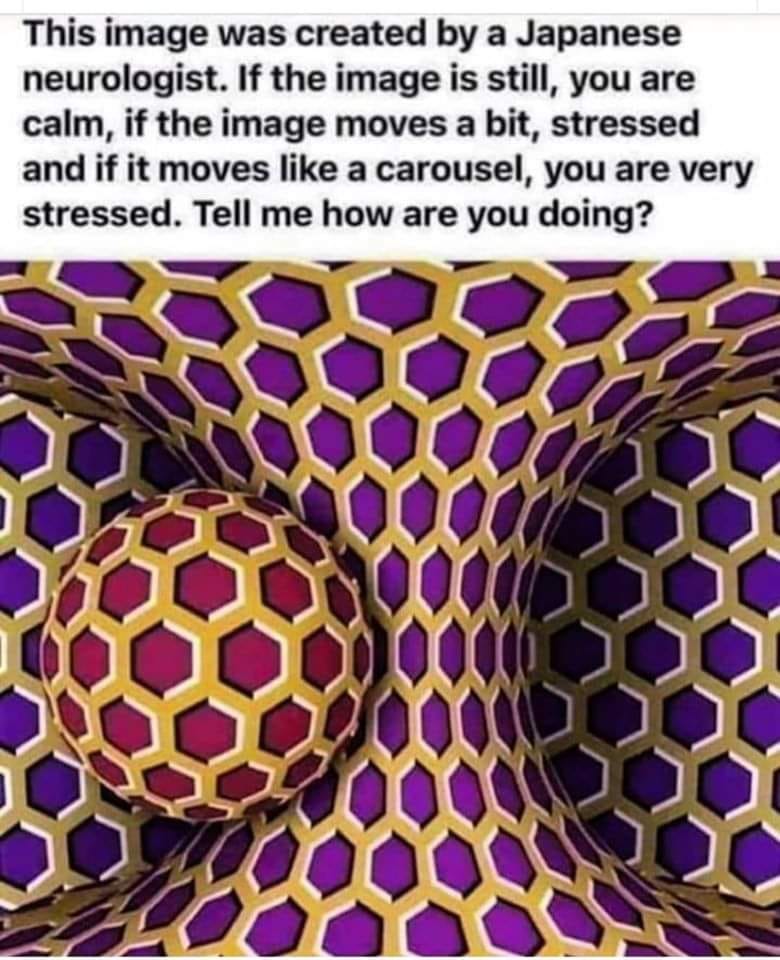 This image was created by a Japanese
neurologist. If the image is still, you are
calm, if the image moves a bit, stressed
and if it moves like a carousel, you are very
stressed. Tell me how are you doing?